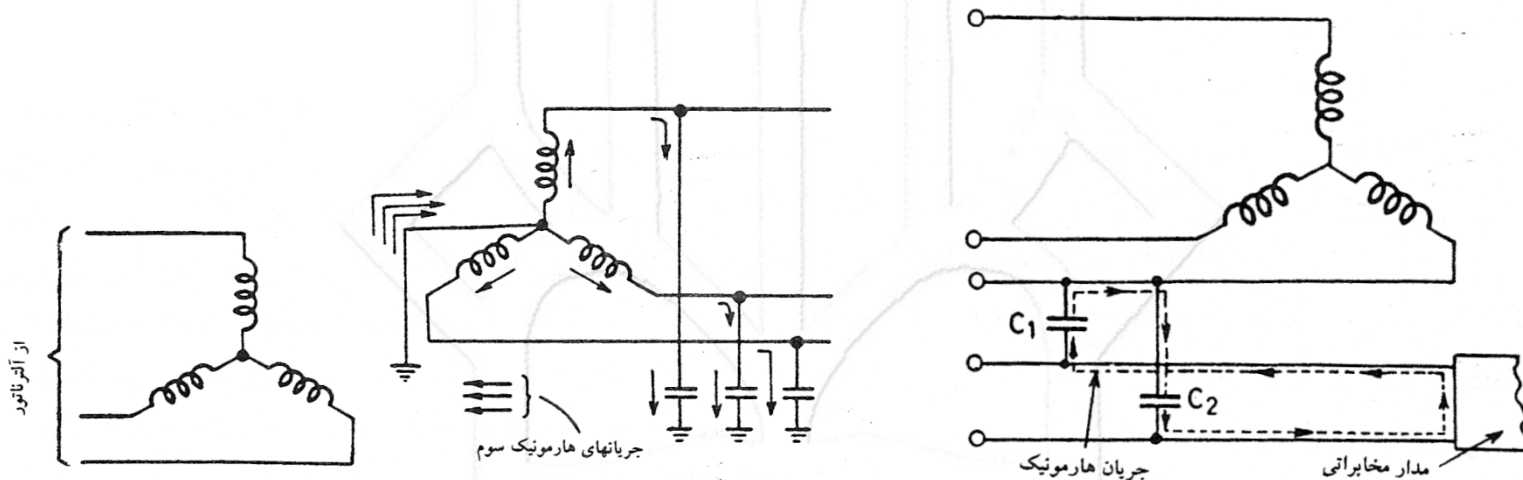 از آلترناتور
جریانهای هارمونیک سوم
C₁
C₂
جریان هارمونیک
مدار مخابراتی